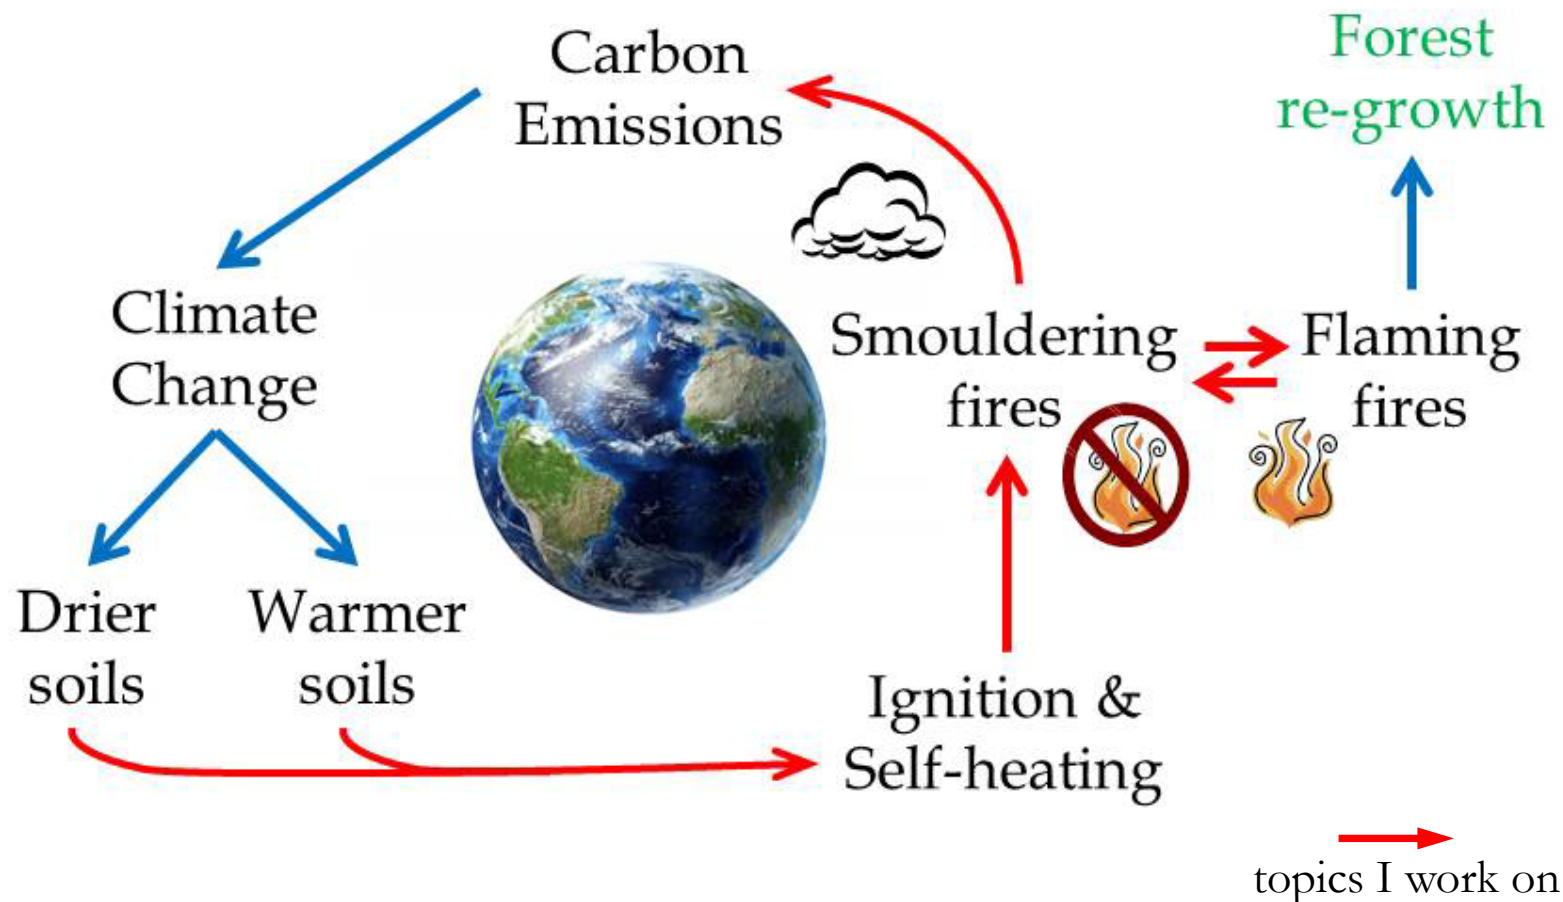 Carbon
Emissions
Forest
re-growth
Climate
Change
Smouldering
fires
Flaming
fires
Drier
soils
Warmer
soils
Ignition &
Self-heating
topics I work on